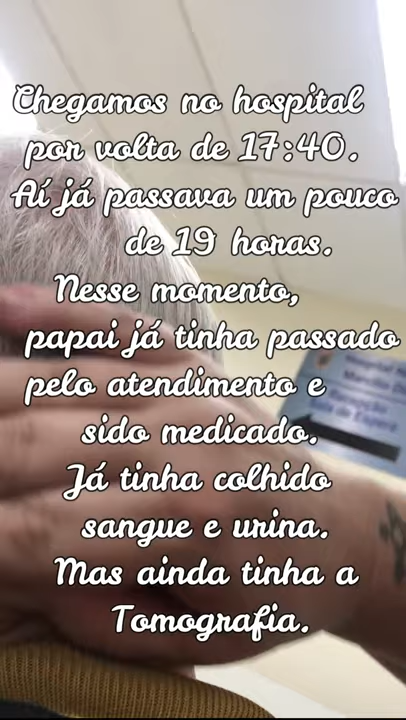 Chegamos no hospital
por volta de 17:40.
Aí já passava um pouco
de 19 horas.
Nesse momento,
papai já tinha passado
pelo atendimento e
sido medicado.
Já tinha colhido
sangue e urina.
Mas ainda tinha a
Tomografia.